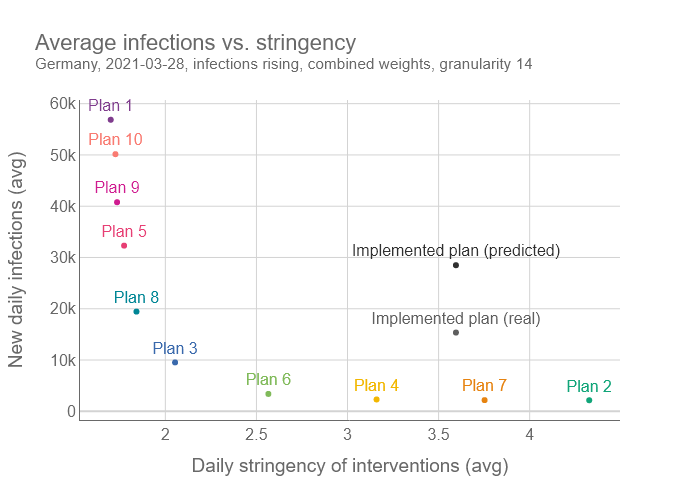 Average infections vs. stringency
Germany, 2021-03-28, infections rising, combined weights, granularity 14
New daily infections (avg)
60k
50k
40k
30k
20k
10k
0
Plan 1
Plan 10
Plan 9
Plan 5
Implemented plan (predicted)
Plan 8
Implemented plan (real)
Plan 3
Plan 6
Plan 4
Plan 7
Plan 2
2
2.5
3
3.5
4
Daily stringency of interventions (avg)